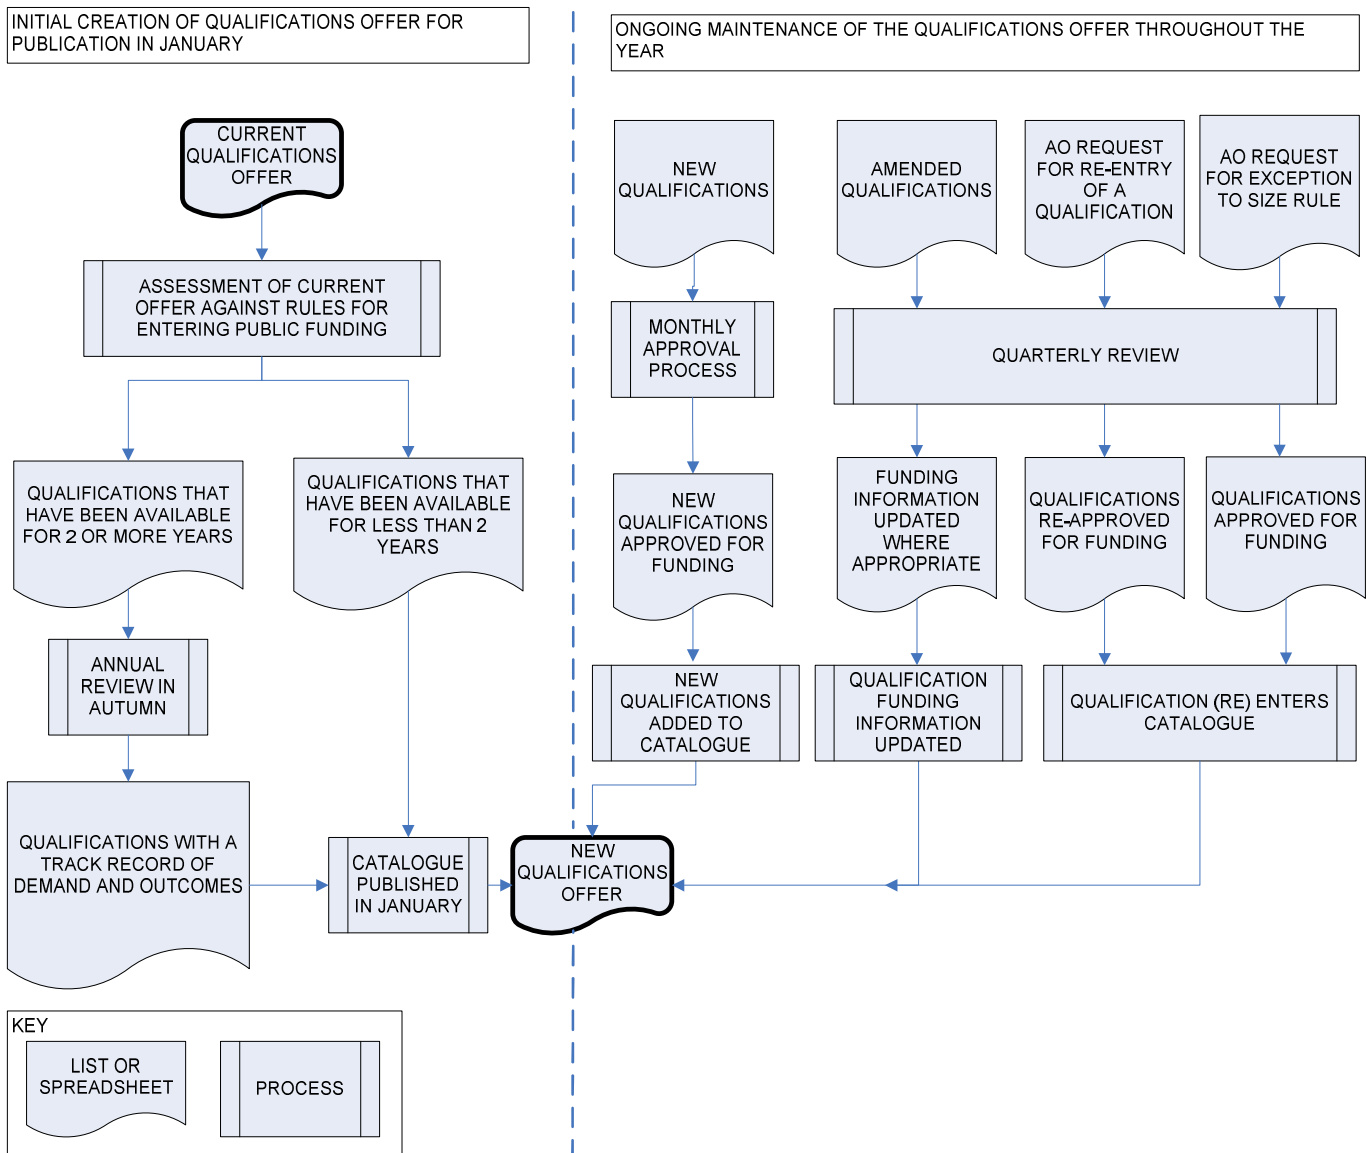 INITIAL CREATION OF QUALIFICATIONS OFFER FOR
PUBLICATION IN JANUARY
CURRENT
QUALIFICATIONS
OFFER
ASSESSMENT OF CURRENT
OFFER AGAINST RULES FOR
ENTERING PUBLIC FUNDING
QUALIFICATIONS THAT
HAVE BEEN AVAILABLE
FOR 2 OR MORE YEARS
QUALIFICATIONS THAT
HAVE BEEN AVAILABLE
FOR LESS THAN 2
YEARS
ANNUAL
REVIEW IN
AUTUMN
QUALIFICATIONS WITH A
TRACK RECORD OF
DEMAND AND OUTCOMES
CATALOGUE
PUBLISHED
IN JANUARY
NEW
QUALIFICATIONS
OFFER
ONGOING MAINTENANCE OF THE QUALIFICATIONS OFFER THROUGHOUT THE
YEAR
NEW
QUALIFICATIONS
AMENDED
QUALIFICATIONS
AO REQUEST
FOR RE-ENTRY
OF A
QUALIFICATION
AO REQUEST
FOR EXCEPTION
TO SIZE RULE
MONTHLY
APPROVAL
PROCESS
QUARTERLY REVIEW
NEW
QUALIFICATIONS
APPROVED FOR
FUNDING
FUNDING
INFORMATION
UPDATED
WHERE
APPROPRIATE
QUALIFICATIONS
RE-APPROVED
FOR FUNDING
QUALIFICATIONS
APPROVED FOR
FUNDING
NEW
QUALIFICATIONS
ADDED TO
CATALOGUE
QUALIFICATION
FUNDING
INFORMATION
UPDATED
QUALIFICATION (RE) ENTERS
CATALOGUE
KEY
LIST OR
SPREADSHEET
PROCESS